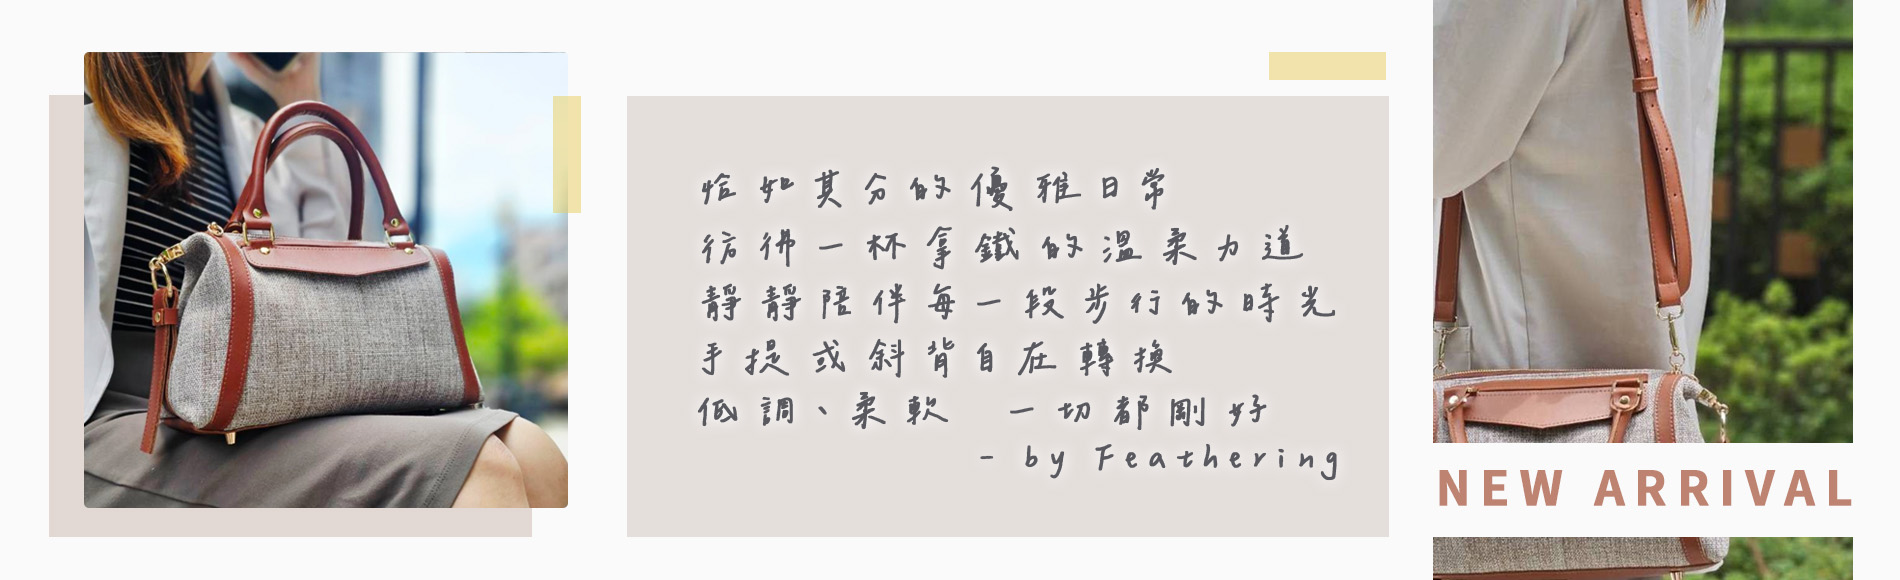 恰如其分的優雅日常
彷彿一杯拿鐵的溫柔力道
靜靜陪伴每一段步行的時光
手提或斜背自在轉換
低調、柔軟　一切都剛好
- by Feathering
NEW ARRIVAL